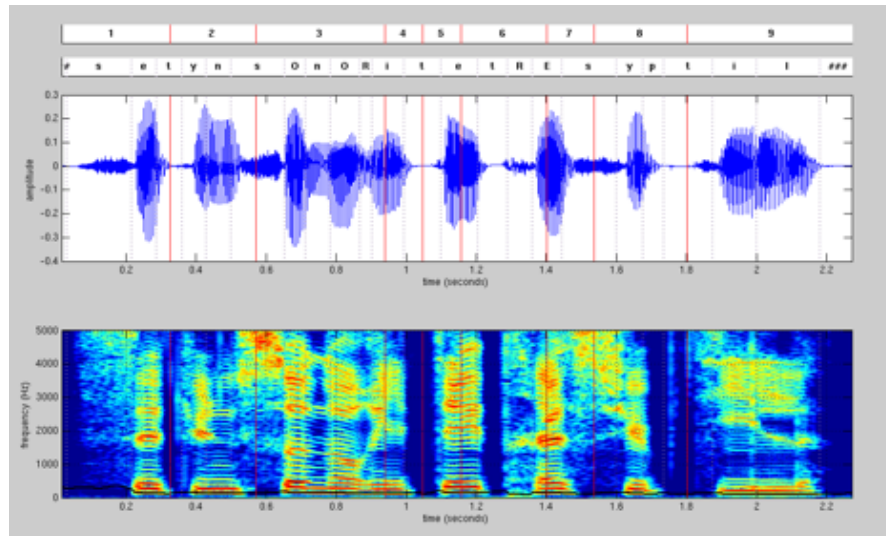 1 2 3 4 5 6 7 8 9
# s e t y n s O n O R i t e t R E s y p t i l ###
0.3
0.2
0.1
0
-0.1
-0.2
-0.3
-0.4
amplitude
0.2 0.4 0.6 0.8 1 1.2 1.4 1.6 1.8 2 2.2
time (seconds)
5000
4000
3000
2000
1000
0
frequency (Hz)
0.2 0.4 0.6 0.8 1 1.2 1.4 1.6 1.8 2 2.2
time (seconds)